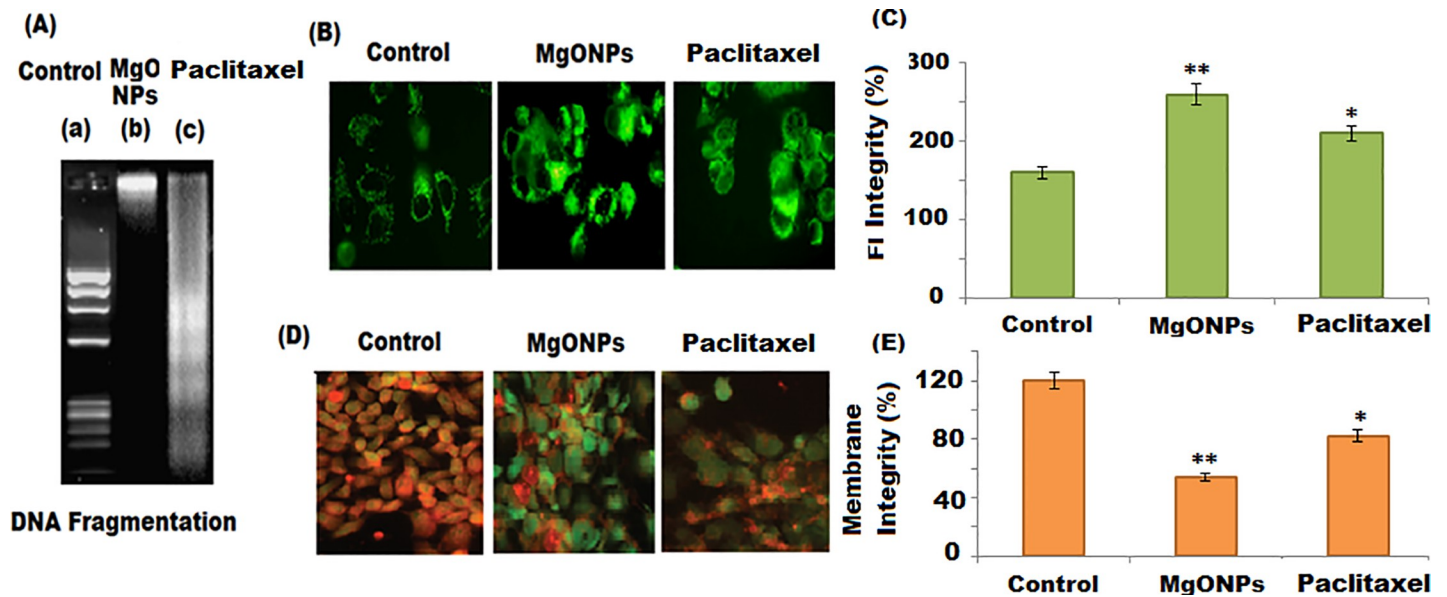 (A)
Control MgO Paclitaxel
NPs
(a) (b) (c)
DNA Fragmentation
(B)
Control MgONPs Paclitaxel
(C)
FI Integrity (%)
300
200
100
0
Control MgONPs Paclitaxel
**
*
(D)
Control MgONPs Paclitaxel
(E)
Membrane
Integrity (%)
120
80
40
0
Control MgONPs Paclitaxel
**
*